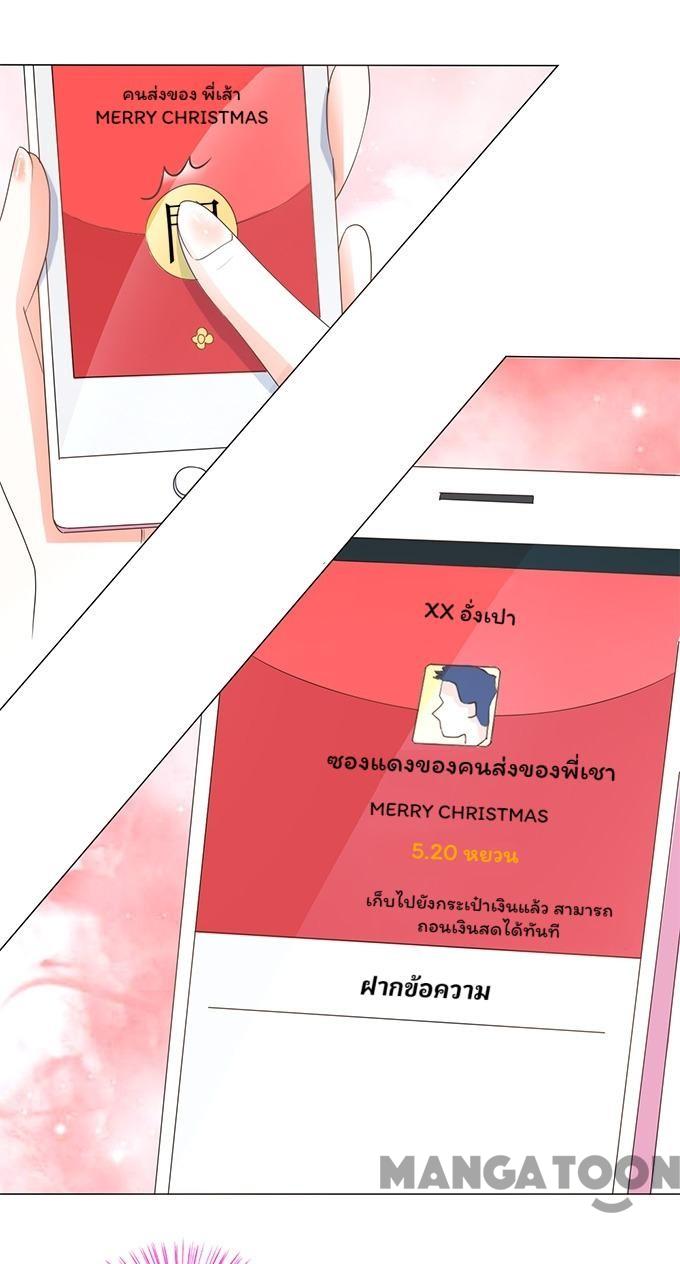 คนส่งของ พี่เส้า
MERRY CHRISTMAS
XX อั่งเปา
ซองแดงของคนส่งของพี่เชา
MERRY CHRISTMAS
5.20 หยวน
เก็บไปยังกระเป๋าเงินแล้ว สามารถ
ถอนเงินสดได้ทันที
ฝากข้อความ
MANGATOON